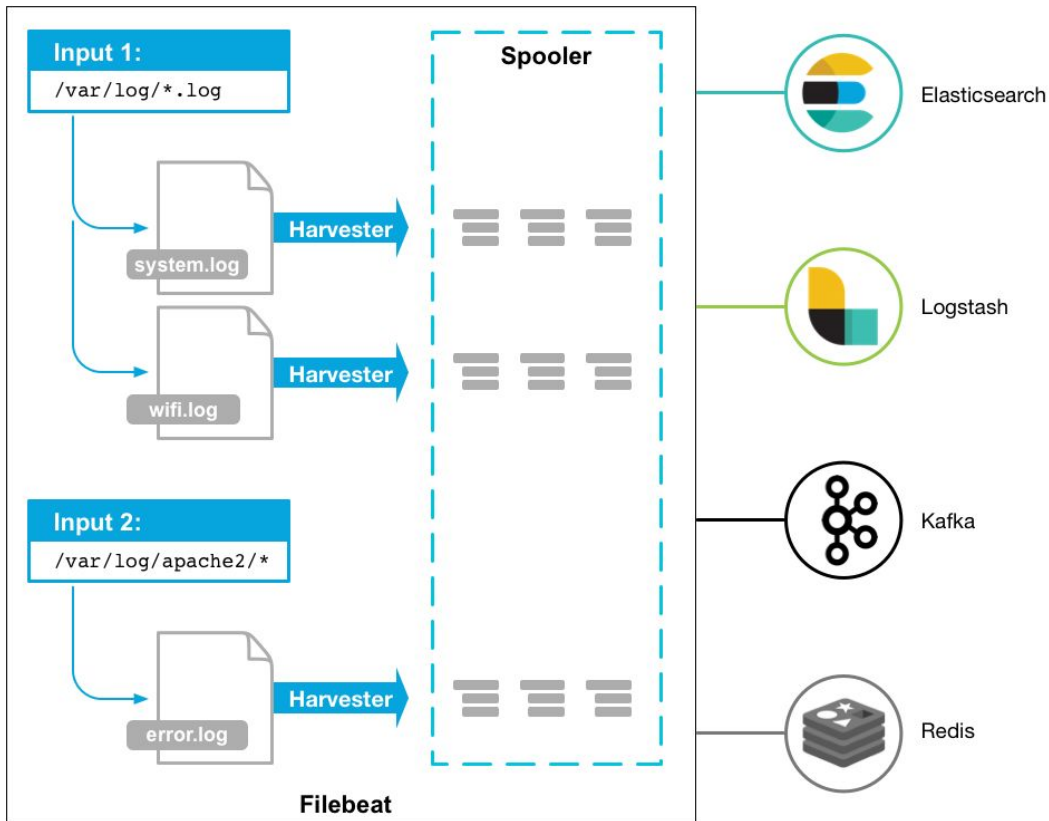 Input 1:
/var/log/*.log
Spooler
Elasticsearch
system.log
Harvester
Logstash
wifi.log
Harvester
Input 2:
/var/log/apache2/*
Kafka
error.log
Harvester
Redis
Filebeat